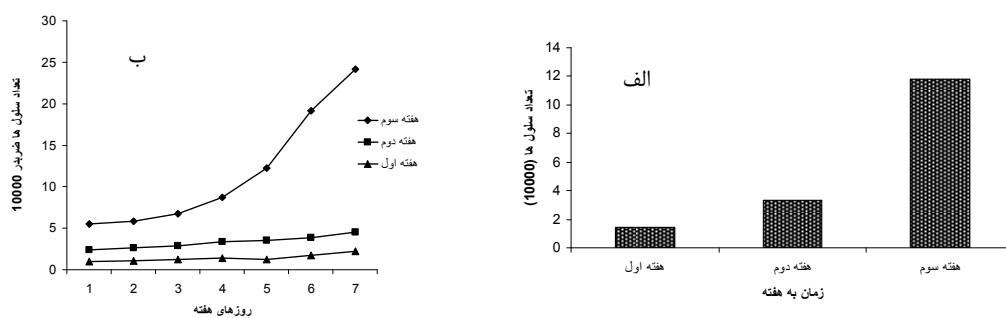 الف
تعداد سلول ها (10000)
14
12
10
8
6
4
2
0
هفته اول هفته دوم هفته سوم
زمان به هفته
ب
تعداد سلول ها ضربدر 10000
30
25
20
15
10
5
0
هفته سوم
هفته دوم
هفته اول
1 2 3 4 5 6 7
روزهای هفته